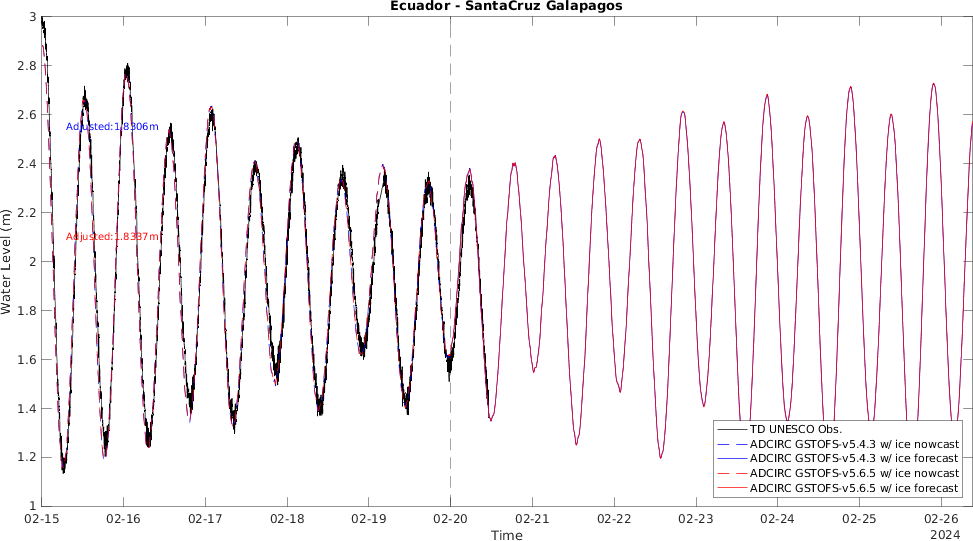 Ecuador - SantaCruz Galapagos
3
2.8
2.6
2.4
2.2
2
1.8
1.6
1.4
1.2
1
Water Level (m)
Adjusted:1.8306m
Adjusted:1.8337m
TD UNESCO Obs.
ADCIRC GSTOFS-v5.4.3 w/ ice nowcast
ADCIRC GSTOFS-v5.4.3 w/ ice forecast
ADCIRC GSTOFS-v5.6.5 w/ ice nowcast
ADCIRC GSTOFS-v5.6.5 w/ ice forecast
02-15 02-16 02-17 02-18 02-19 02-20 02-21 02-22 02-23 02-24 02-25 02-26
2024
Time